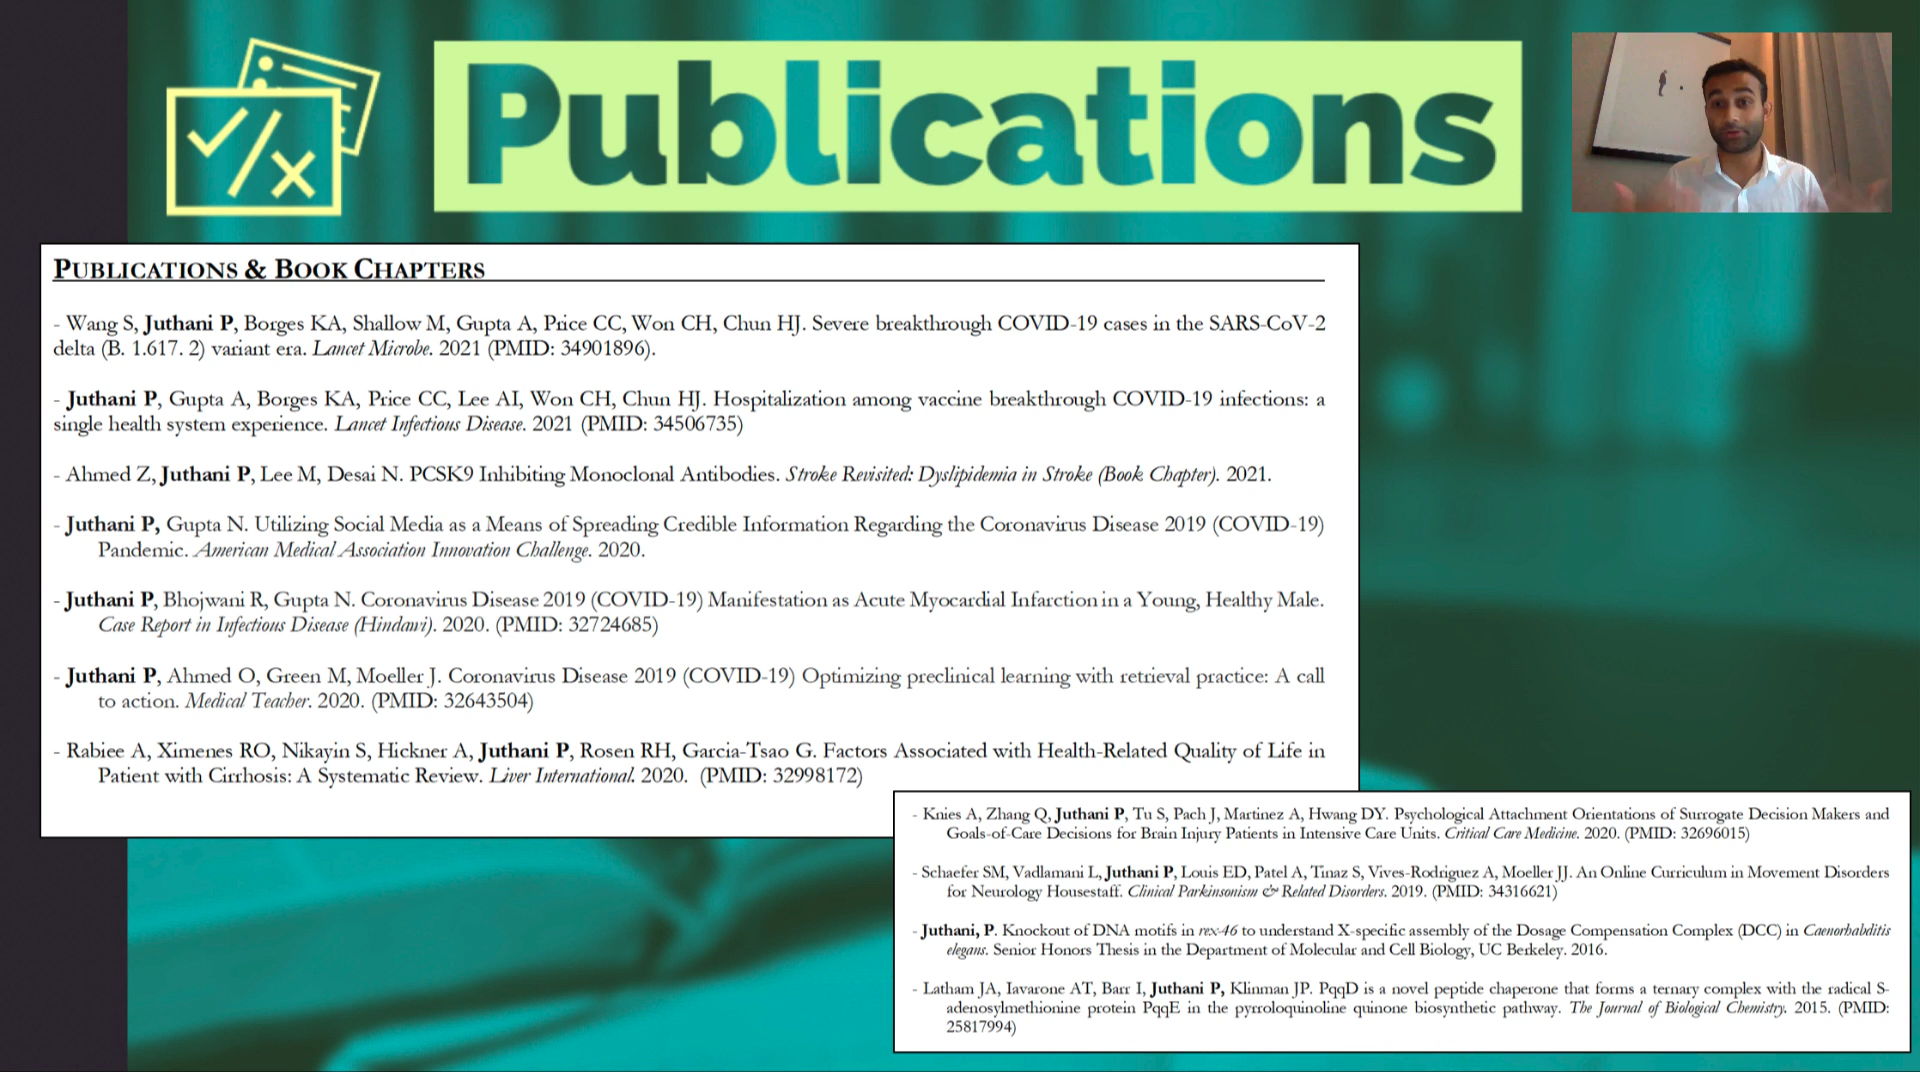 Publications
PUBLICATIONS & BOOK CHAPTERS
- Wang S, Juthani P, Borges KA, Shallow M, Gupta A, Price CC, Won CH, Chun HJ. Severe breakthrough COVID-19 cases in the SARS-CoV-2
delta (B. 1.617. 2) variant era. Lancet Microbe. 2021 (PMID: 34901896).
- Juthani P, Gupta A, Borges KA, Price CC, Lee AI, Won CH, Chun HJ. Hospitalization among vaccine breakthrough COVID-19 infections: a
single health system experience. Lancet Infectious Disease. 2021 (PMID: 34506735)
- Ahmed Z, Juthani P, Lee M, Desai N. PCSK9 Inhibiting Monoclonal Antibodies. Stroke Revisited: Dyslipidemia in Stroke (Book Chapter). 2021.
- Juthani P, Gupta N. Utilizing Social Media as a Means of Spreading Credible Information Regarding the Coronavirus Disease 2019 (COVID-19)
Pandemic. American Medical Association Innovation Challenge. 2020.
- Juthani P, Bhojwani R, Gupta N. Coronavirus Disease 2019 (COVID-19) Manifestation as Acute Myocardial Infarction in a Young, Healthy Male.
Case Report in Infectious Disease (Hindawi). 2020. (PMID: 32724685)
- Juthani P, Ahmed O, Green M, Moeller J. Coronavirus Disease 2019 (COVID-19) Optimizing preclinical learning with retrieval practice: A call
to action. Medical Teacher. 2020. (PMID: 32643504)
- Rabiee A, Ximenes RO, Nikayin S, Hickner A, Juthani P, Rosen RH, Garcia-Tsao G. Factors Associated with Health-Related Quality of Life in
Patient with Cirrhosis: A Systematic Review. Liver International. 2020. (PMID: 32998172)
- Knies A, Zhang Q, Juthani P, Tu S, Pach J, Martinez A, Hwang DY. Psychological Attachment Orientations of Surrogate Decision Makers and
Goals-of-Care Decisions for Brain Injury Patients in Intensive Care Units. Critical Care Medicine. 2020. (PMID: 32696015)
- Schaefer SM, Vadlamani L, Juthani P, Louis ED, Patel A, Tinaz S, Vives-Rodriguez A, Moeller JJ. An Online Curriculum in Movement Disorders
for Neurology Housestaff. Clinical Parkinsonism & Related Disorders. 2019. (PMID: 34316621)
- Juthani, P. Knockout of DNA motifs in rex-46 to understand X-specific assembly of the Dosage Compensation Complex (DCC) in Caenorhabditis
elegans. Senior Honors Thesis in the Department of Molecular and Cell Biology, UC Berkeley. 2016.
- Latham JA, Iavarone AT, Barr I, Juthani P, Klinman JP. PqqD is a novel peptide chaperone that forms a ternary complex with the radical S-
adenosylmethionine protein PqqE in the pyrroloquinoline quinone biosynthetic pathway. The Journal of Biological Chemistry. 2015. (PMID:
25817994)